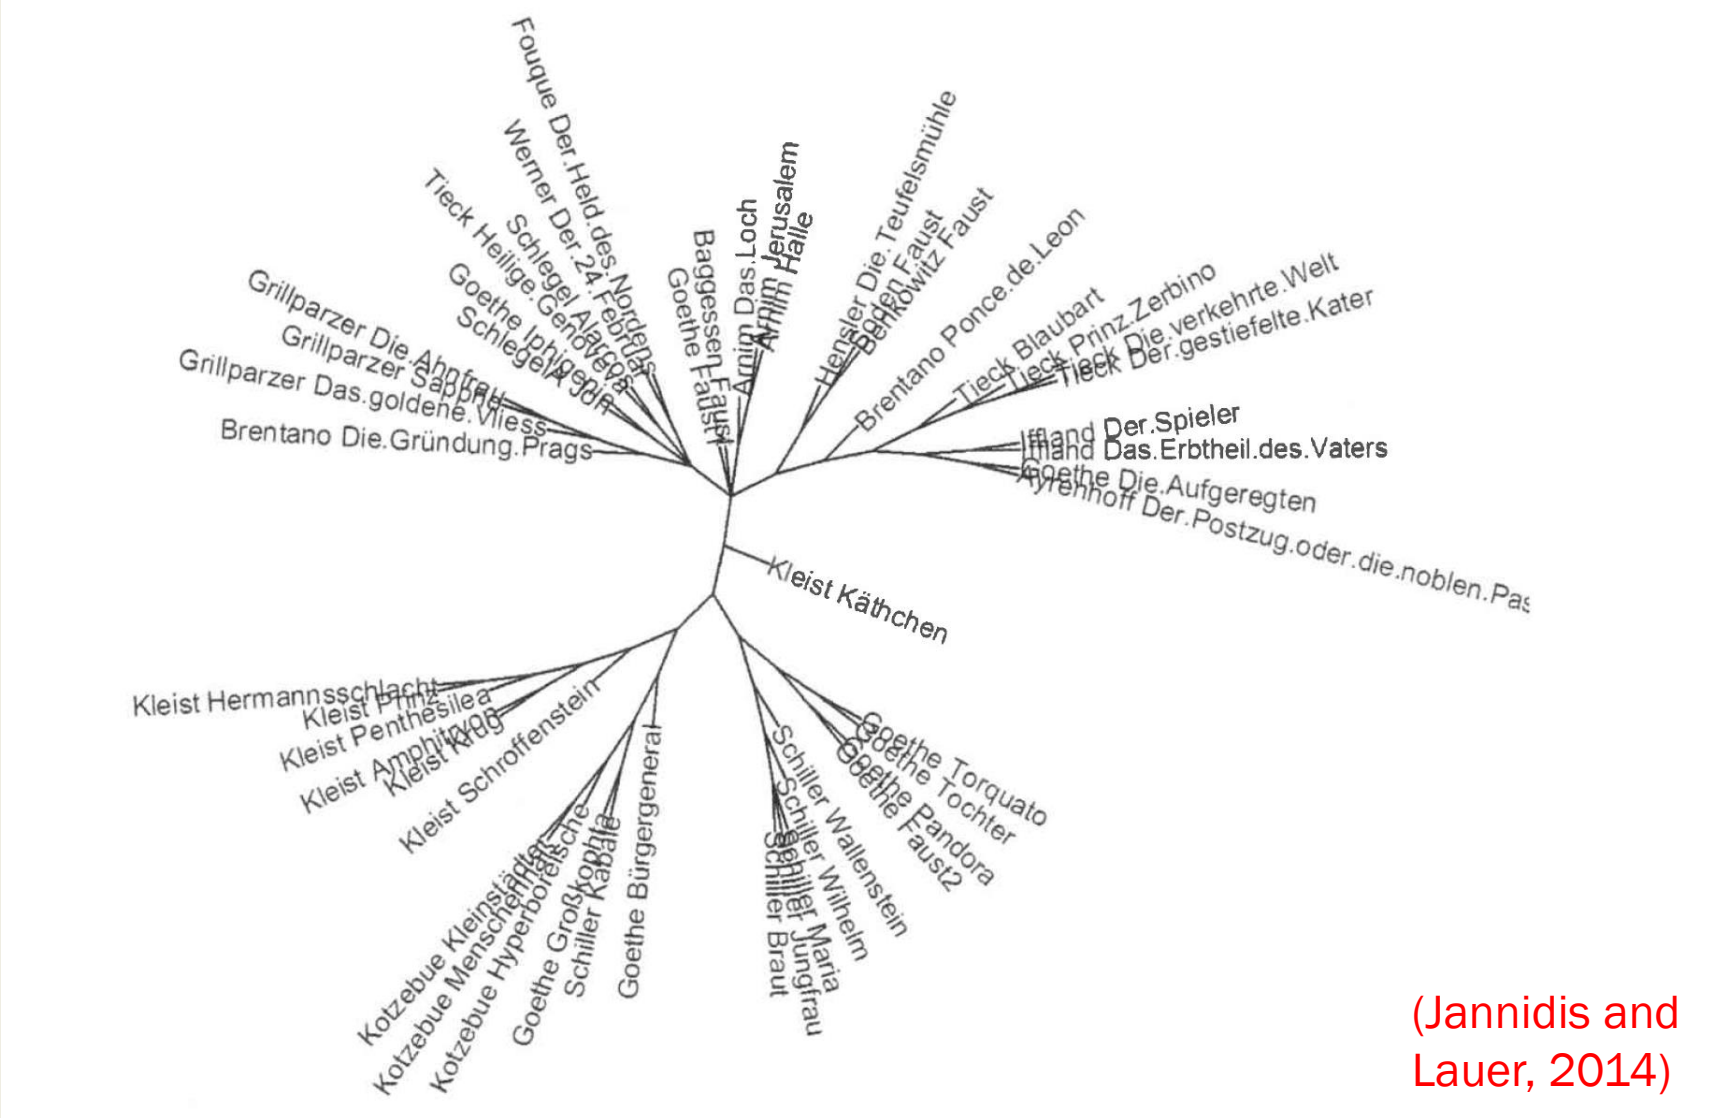 Fouque Der.Held.des.Nordens
Werner Der.24.Februar
Tieck Heilige.Genoveva
Schlegel Alarcos
Goethe Iphigenie
SchlegelA Jon
Grillparzer Die.Ahnfrau
Grillparzer Sappho
Grillparzer Das.goldene.Vliess
Brentano Die.Gründung.Prags
Goethe Faust1
Baggessen Faust
Arnim Das.Loch
Arnim Jerusalem
Arnim Halle
Hensler Die.Teufelsmühle
Soden Faust
Benkowitz Faust
Brentano Ponce.de.Leon
Tieck Blaubart
Tieck Prinz.Zerbino
Tieck Die.verkehrte.Welt
Tieck Der.gestiefelte.Kater
Iffland Der.Spieler
Iffland Das.Erbtheil.des.Vaters
Goethe Die.Aufgeregten
Ayrenhoff Der.Postzug.oder.die.noblen.Pas
Kleist Käthchen
Kleist Hermannsschlacht
Kleist Prinz
Kleist Penthesilea
Kleist Amphitryon
Kleist Krug
Kleist Schroffenstein
Kotzebue Kleinstädter
Kotzebue
Kotzebue Hyperboreische
Goethe Großkophta
Schiller Kabale
Goethe Bürgergeneral
Schiller Braut
Schiller Jungfrau
Schiller Maria
Schiller Wilhelm
Schiller Wallenstein
Goethe Faust2
Goethe Pandora
Goethe Tochter
Goethe Torquato
(Jannidis and
Lauer, 2014)